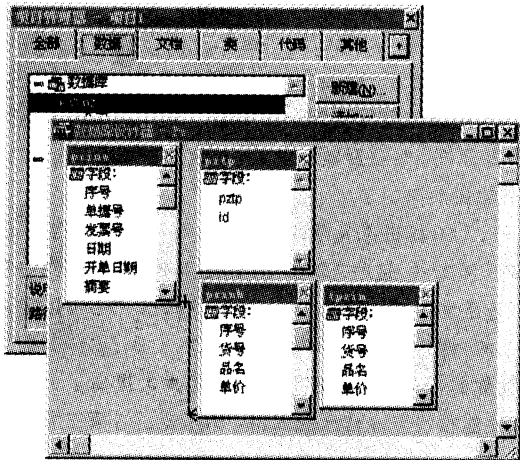 项目管理器 - 项目1
全部 数据 文档 类 代码 其他
数据库
新建(N)
字段:
序号
单据号
发票号
日期
开单日期
摘要
pztp
字段:
pztp
id
字段:
序号
货号
品名
单价
字段:
序号
货号
品名
单价